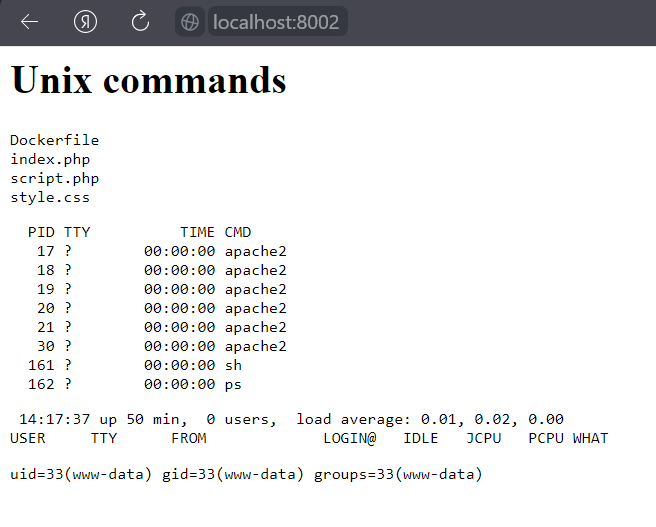 Я localhost:8002
Unix commands
Dockerfile
index.php
script.php
style.css
PID TTY          TIME CMD
17 ?        00:00:00 apache2
18 ?        00:00:00 apache2
19 ?        00:00:00 apache2
20 ?        00:00:00 apache2
21 ?        00:00:00 apache2
30 ?        00:00:00 apache2
161 ?        00:00:00 sh
162 ?        00:00:00 ps
14:17:37 up 50 min,  0 users,  load average: 0.01, 0.02, 0.00
USER     TTY      FROM             LOGIN@   IDLE   JCPU   PCPU WHAT
uid=33(www-data) gid=33(www-data) groups=33(www-data)